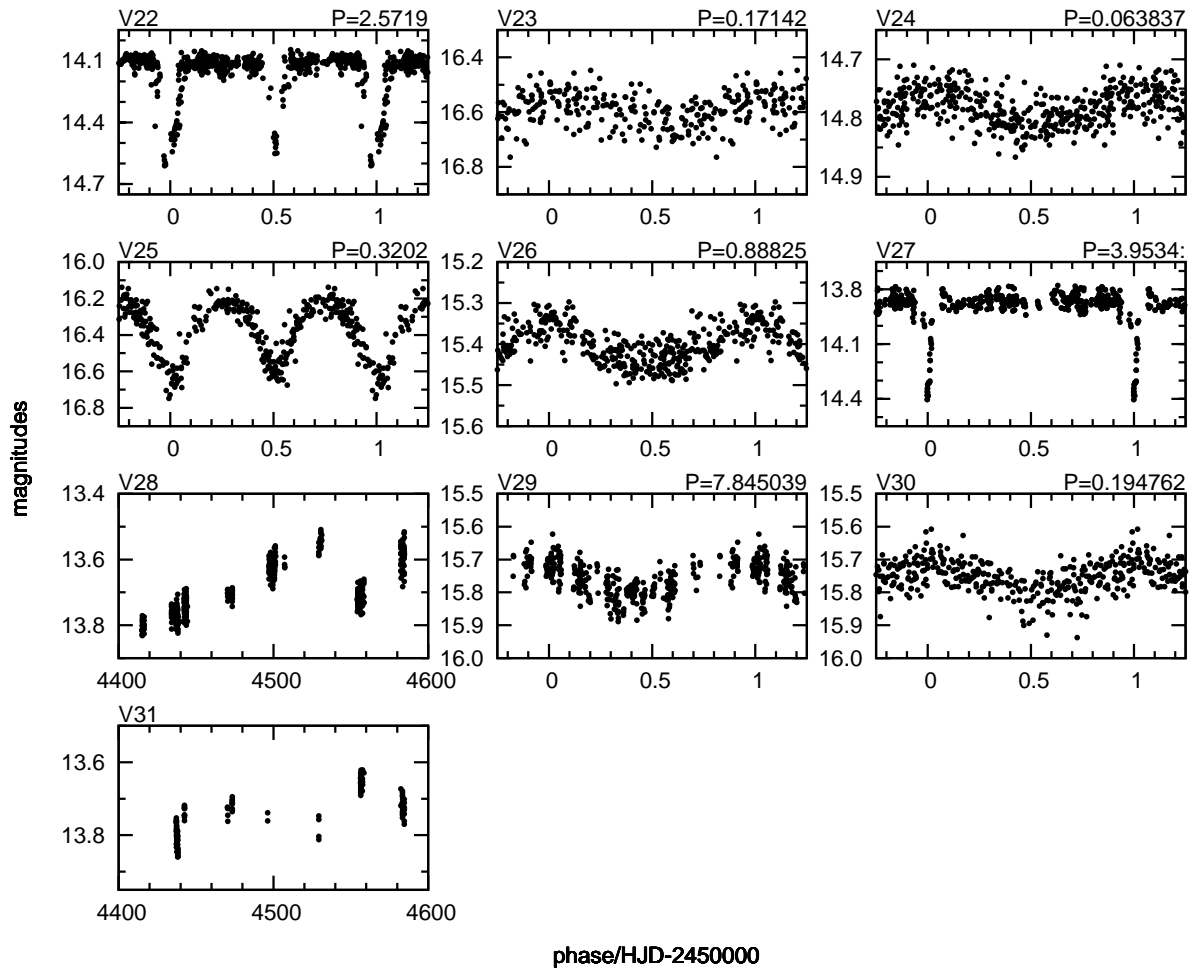 V22 P=2.5719 V23 P=0.17142 V24 P=0.063837
14.1 14.4 14.7
16.4 16.6 16.8
14.7 14.8 14.9
0 0.5 1 0 0.5 1 0 0.5 1
V25 P=0.3202 V26 P=0.88825 V27 P=3.9534:
16.0 16.2 16.4 16.6 16.8
15.2 15.3 15.4 15.5 15.6
13.8 14.1 14.4
0 0.5 1 0 0.5 1 0 0.5 1
magnitudes
V28 V29 P=7.845039 V30 P=0.194762
13.4 13.6 13.8
15.5 15.6 15.7 15.8 15.9 16.0
15.5 15.6 15.7 15.8 15.9 16.0
4400 4500 4600 0 0.5 1 0 0.5 1
V31
13.6 13.8
4400 4500 4600
phase/HJD-2450000